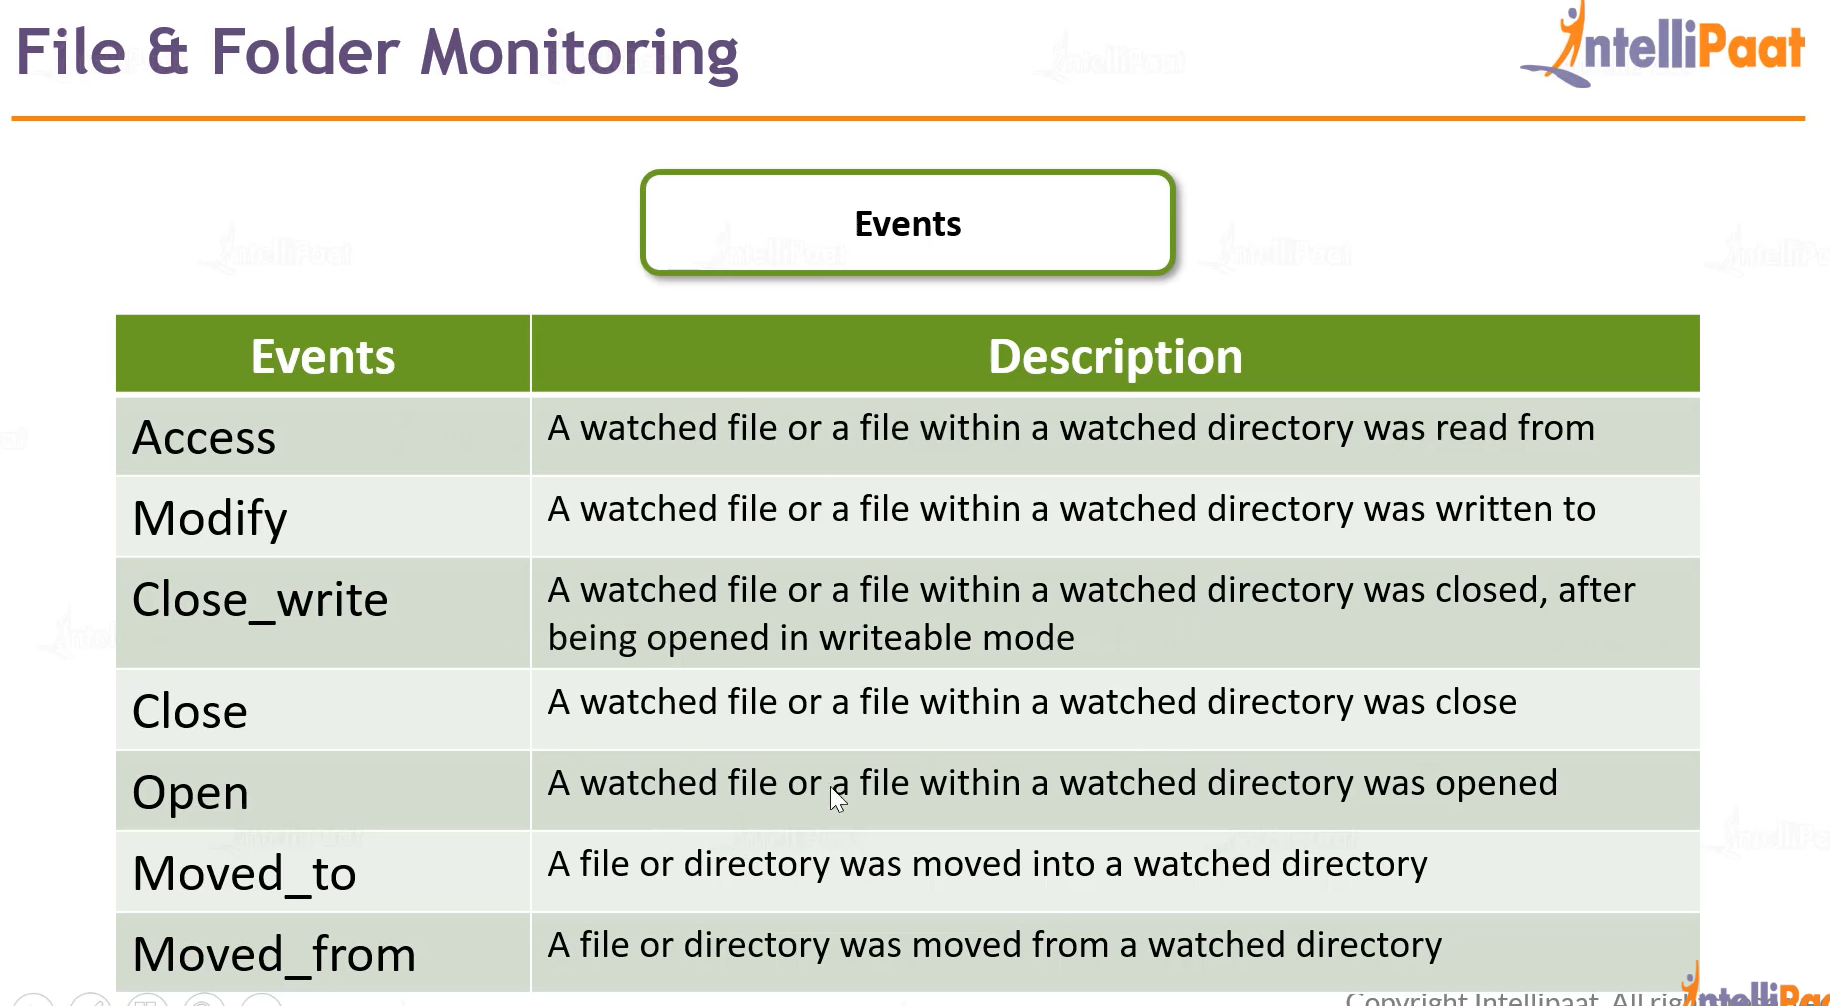 File & Folder Monitoring
IntelliPaat
Events
Events Description
Access A watched file or a file within a watched directory was read from
Modify A watched file or a file within a watched directory was written to
Close_write A watched file or a file within a watched directory was closed, after
being opened in writeable mode
Close A watched file or a file within a watched directory was close
Open A watched file or a file within a watched directory was opened
Moved_to A file or directory was moved into a watched directory
Moved_from A file or directory was moved from a watched directory
Copyright Intellipaat. All